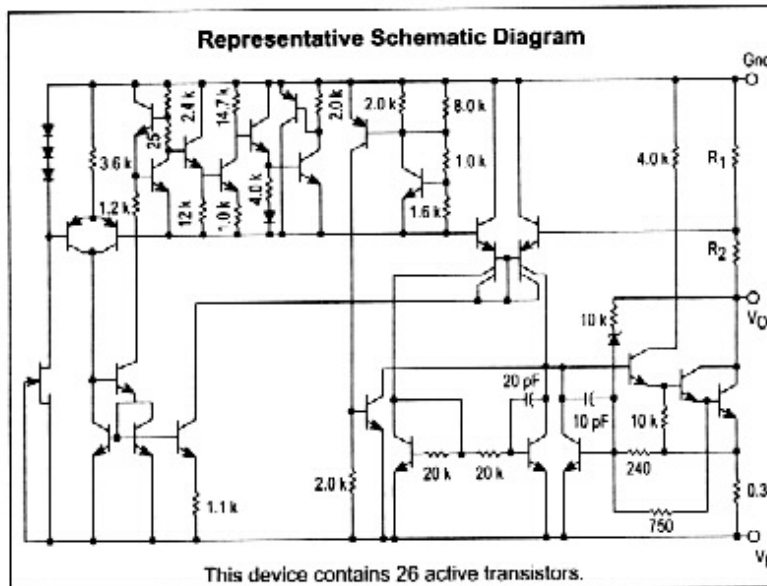 Representative Schematic Diagram
Gnd
2.4 k
14.7 k
2.0 k
2.0 k
8.0 k
25
3.6 k
4.0 k
1.0 k
4.0 k
R1
1.2 k
12 k
1.0 k
1.6 k
R2
10 k
VO
20 pF
10 pF
10 k
20 k
20 k
240
2.0 k
0.3
1.1 k
750
This device contains 26 active transistors.